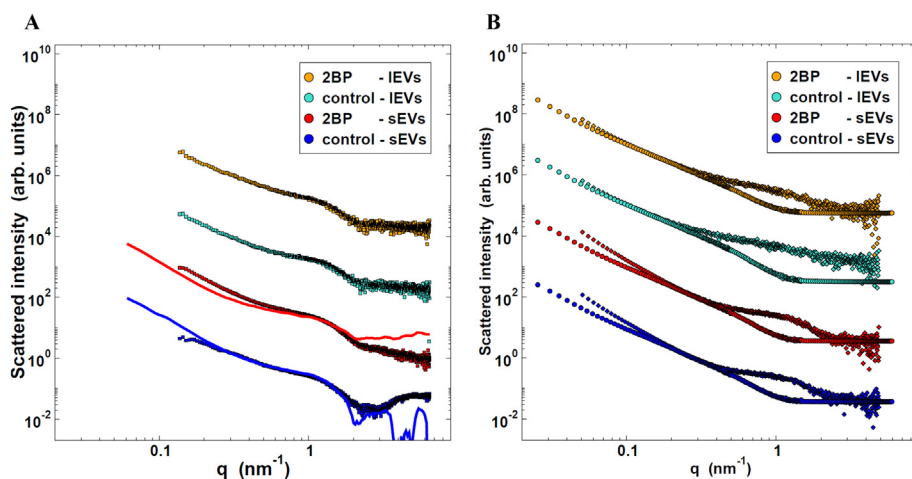 A
B
10^10
10^8
10^6
10^4
10^2
10^0
10^-2
Scattered intensity (arb. units)
2BP - lEVs
control - lEVs
2BP - sEVs
control - sEVs
0.1
1
q (nm^-1)
10^10
10^8
10^6
10^4
10^2
10^0
10^-2
Scattered intensity (arb. units)
2BP - lEVs
control - lEVs
2BP - sEVs
control - sEVs
0.1
1
q (nm^-1)